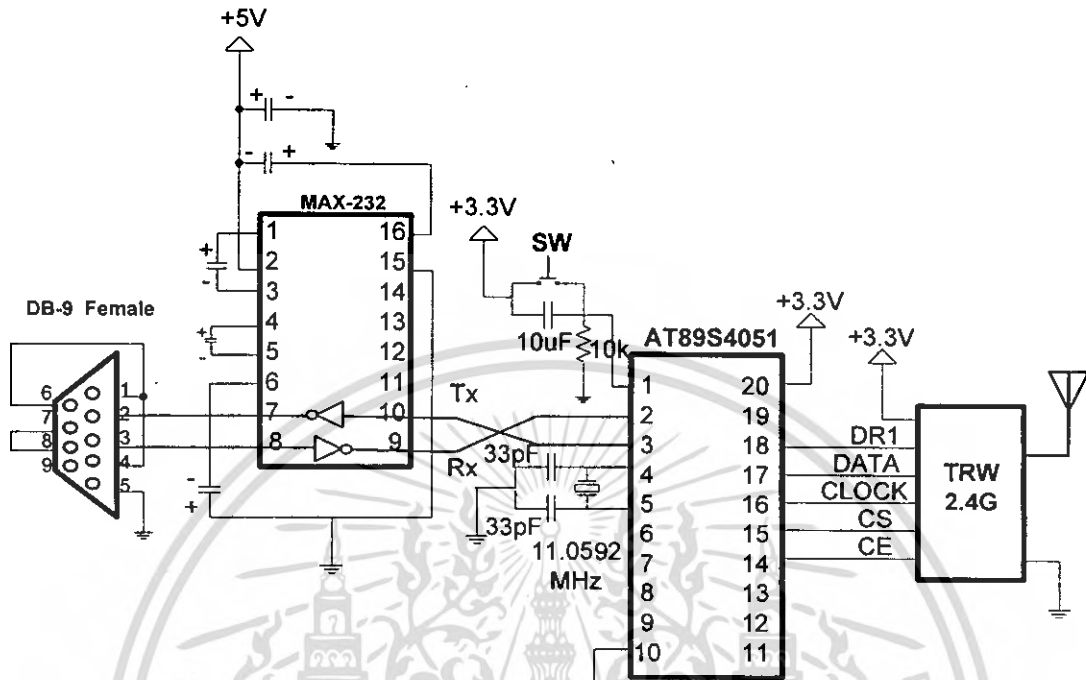 +5V
+ -
- +
MAX-232
1 16
2 15
3 14
4 13
5 12
6 11
7 10
8 9
+
-
+
-
-
+
DB-9 Female
6
7
8
9
1
2
3
4
5
Tx
Rx
+3.3V
SW
10uF
10k
33pF
33pF
11.0592
MHz
AT89S4051
1 20
2 19
3 18
4 17
5 16
6 15
7 14
8 13
9 12
10 11
+3.3V
+3.3V
DR1
DATA
CLOCK
CS
CE
TRW
2.4G